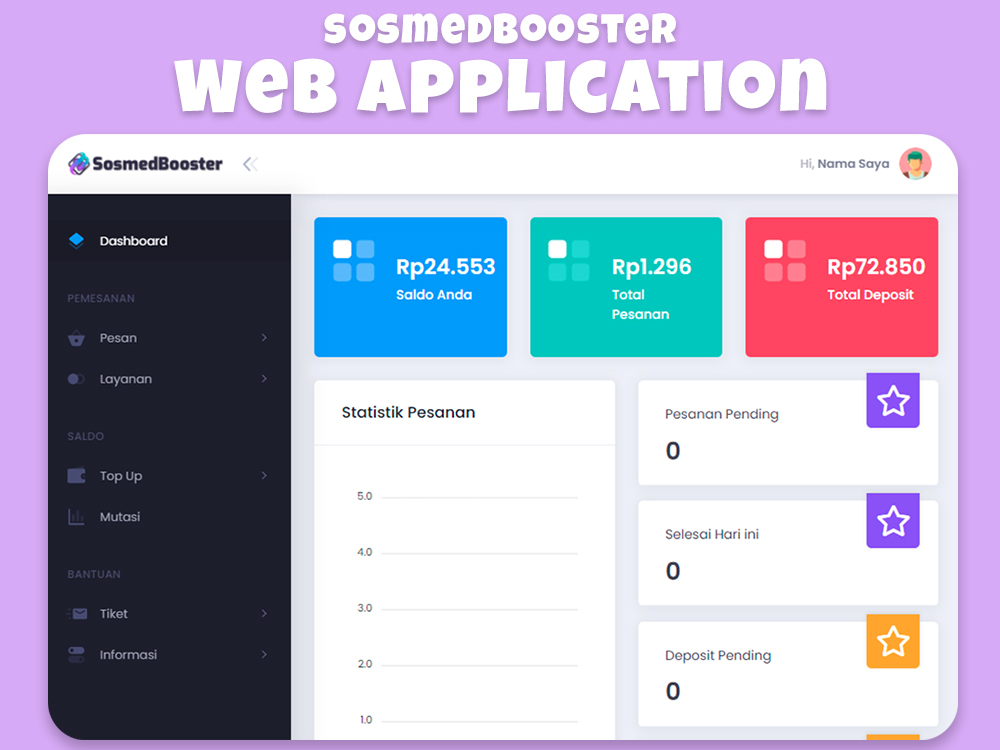 SOSMEDBOOSTER
WEB APPLICATION
SosmedBooster
Hi, Nama Saya
Dashboard
PEMESANAN
Pesan
Layanan
SALDO
Top Up
Mutasi
BANTUAN
Tiket
Informasi
Rp24.553
Saldo Anda
Rp1.296
Total
Pesanan
Rp72.850
Total Deposit
Statistik Pesanan
5.0
4.0
3.0
2.0
1.0
Pesanan Pending
0
Selesai Hari ini
0
Deposit Pending
0